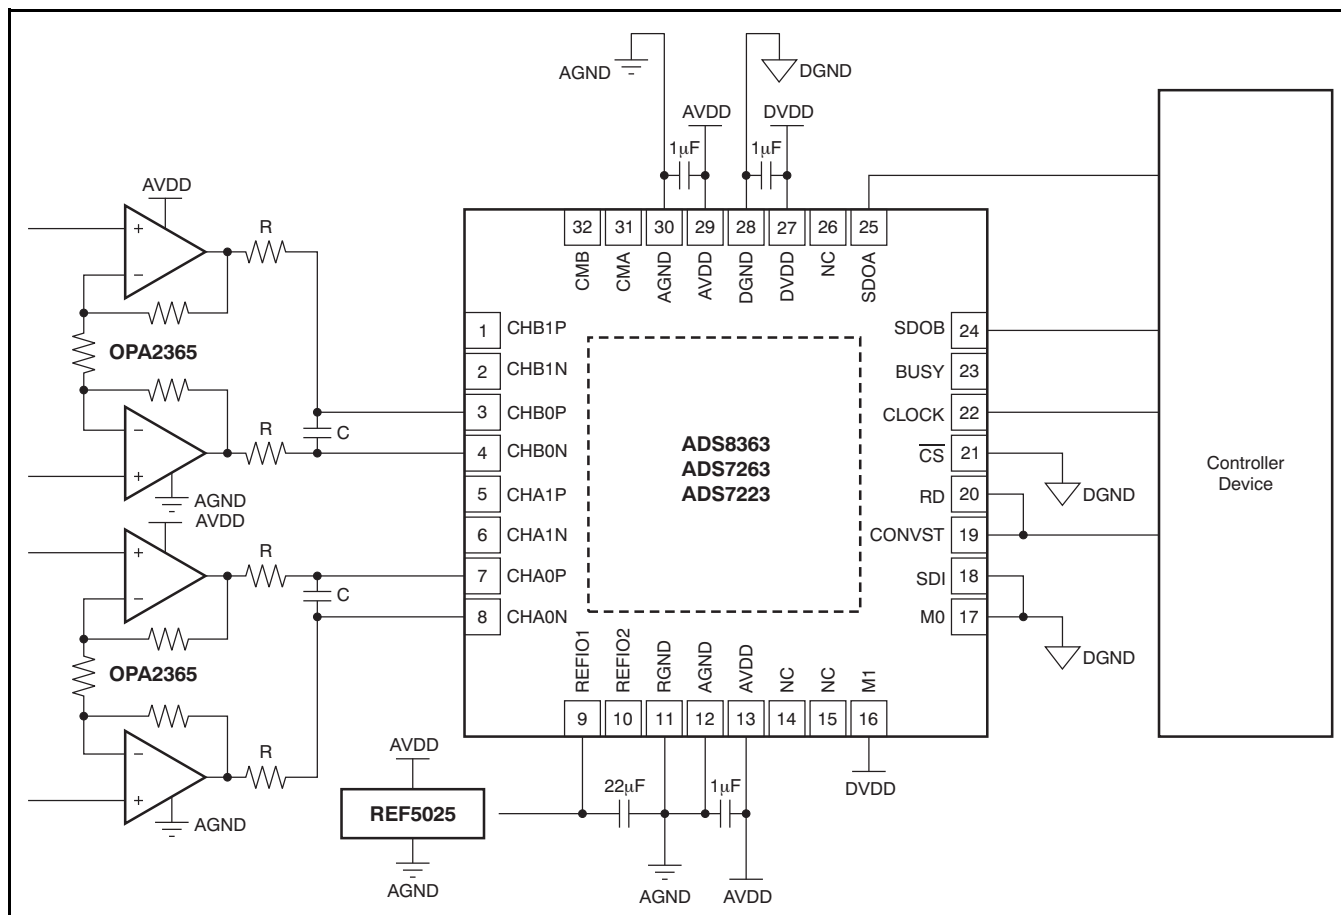 AGND
DGND
AVDD
DVDD
1μF
1μF
32 31 30 29 28 27 26 25
CMB CMA AGND AVDD DGND DVDD NC SDOA
AVDD
+
−
R
OPA2365
−
+
R
C
AGND
AVDD
+
−
R
C
OPA2365
−
+
R
AGND
1 CHB1P
2 CHB1N
3 CHB0P
4 CHB0N
5 CHA1P
6 CHA1N
7 CHA0P
8 CHA0N
ADS8363
ADS7263
ADS7223
SDOB 24
BUSY 23
CLOCK 22
CS 21
RD 20
CONVST 19
SDI 18
M0 17
DGND
DGND
Controller
Device
REFIO1 REFIO2 RGND AGND AVDD NC NC M1
9 10 11 12 13 14 15 16
AVDD
REF5025
AGND
22μF
1μF
DVDD
AGND
AVDD